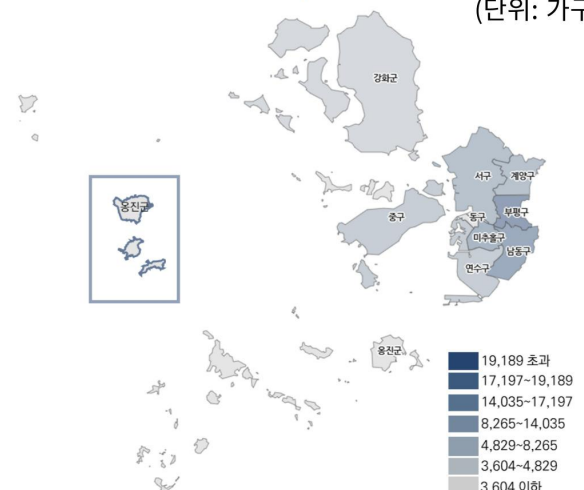 (단위: 가구
강화군
서구
계양구
옹진군
중구
동구
부평구
미추홀구
남동구
연수구
옹진군
19,189 초과
17,197~19,189
14,035~17,197
8,265~14,035
4,829~8,265
3,604~4,829
3,604 이하